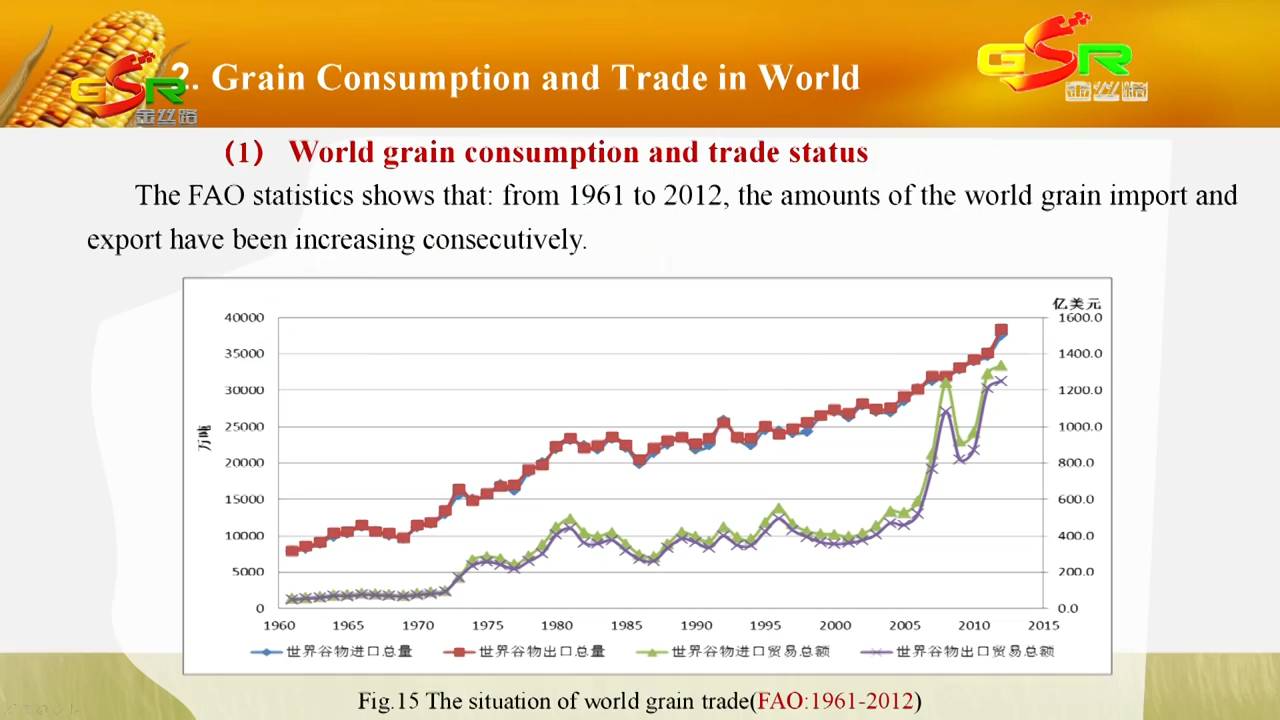 GSR
金丝路
2. Grain Consumption and Trade in World
GSR
金丝路
(1) World grain consumption and trade status
The FAO statistics shows that: from 1961 to 2012, the amounts of the world grain import and
export have been increasing consecutively.
亿美元
40000
35000
30000
25000
20000
15000
10000
5000
0
万吨
1600.0
1400.0
1200.0
1000.0
800.0
600.0
400.0
200.0
0.0
1960 1965 1970 1975 1980 1985 1990 1995 2000 2005 2010 2015
世界谷物进口总量 世界谷物出口总量 世界谷物进口贸易总额 世界谷物出口贸易总额
Fig.15 The situation of world grain trade(FAO:1961-2012)